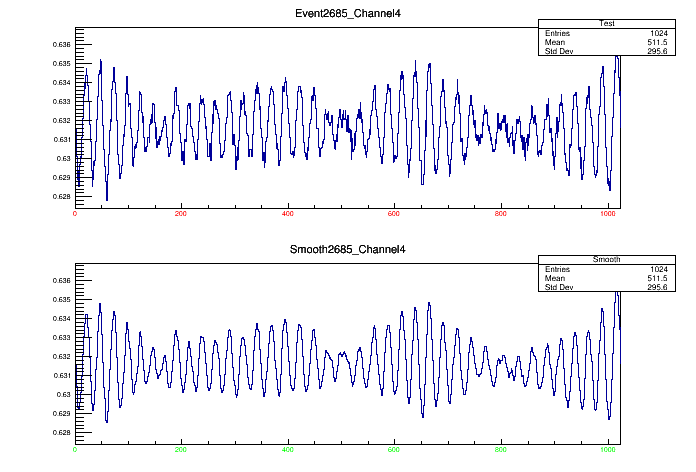 Event2685_Channel4
Test
Entries 1024
Mean 511.5
Std Dev 295.6
0.636
0.635
0.634
0.633
0.632
0.631
0.63
0.629
0.628
0 200 400 600 800 1000
Smooth2685_Channel4
Smooth
Entries 1024
Mean 511.5
Std Dev 295.6
0.636
0.635
0.634
0.633
0.632
0.631
0.63
0.629
0.628
0 200 400 600 800 1000